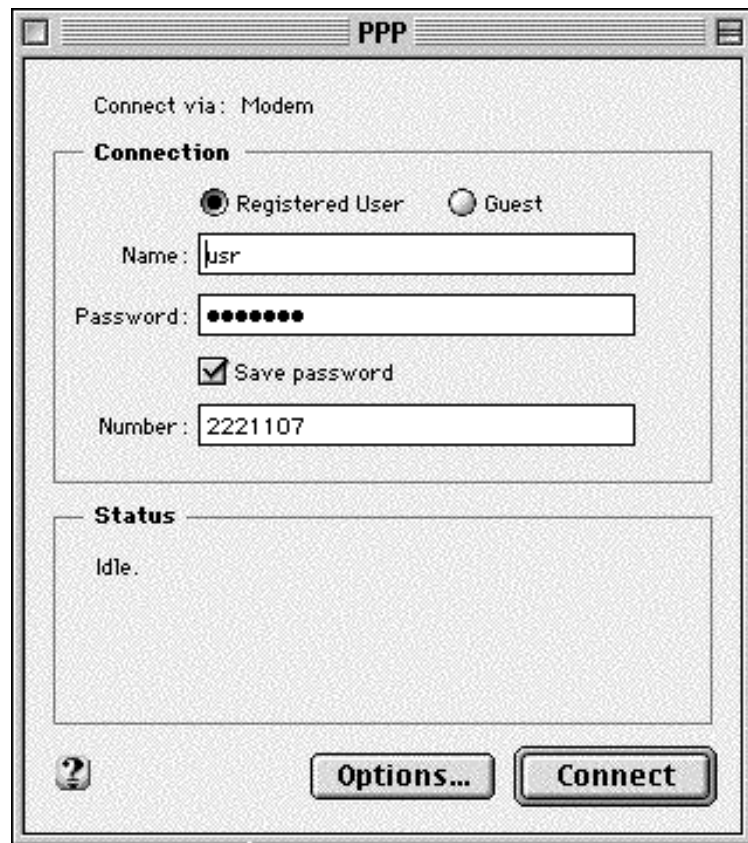 PPP
Connect via: Modem
Connection
Registered User Guest
Name: usr
Password: •••••••
Save password
Number: 2221107
Status
Idle.
? Options... Connect